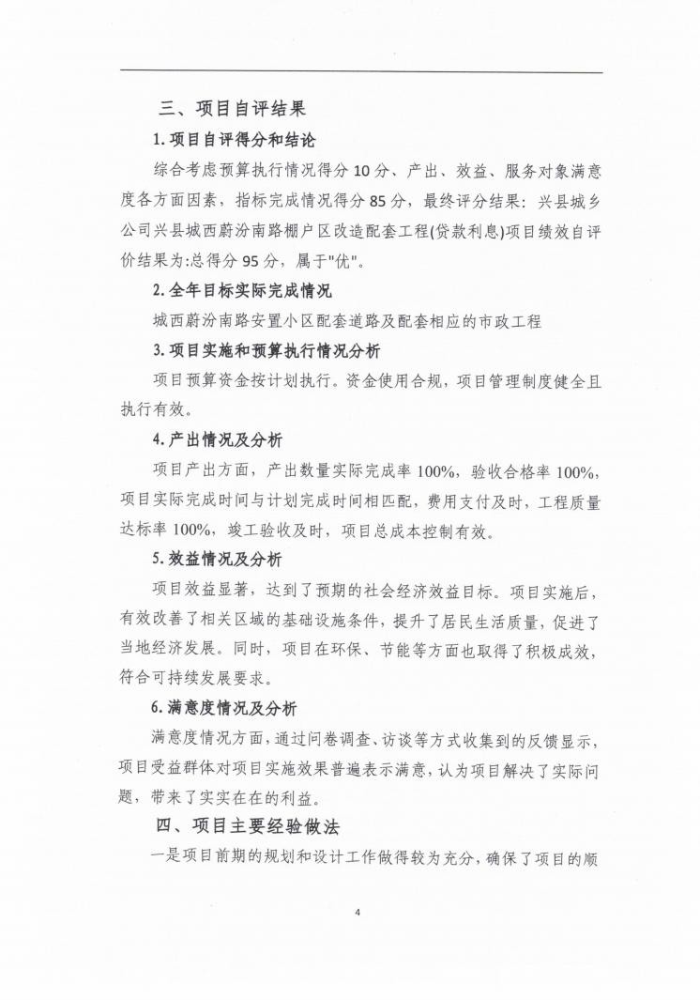 三、项目自评结果
1.项目自评得分和结论
综合考虑预算执行情况得分 10 分、产出、效益、服务对象满意
度各方面因素，指标完成情况得分 85 分，最终评分结果：兴县城乡
公司兴县城西蔚汾南路棚户区改造配套工程(贷款利息)项目绩效自评
价结果为:总得分 95 分，属于"优"。
2.全年目标实际完成情况
城西蔚汾南路安置小区配套道路及配套相应的市政工程
3.项目实施和预算执行情况分析
项目预算资金按计划执行。资金使用合规，项目管理制度健全且
执行有效。
4.产出情况及分析
项目产出方面，产出数量实际完成率 100%，验收合格率 100%，
项目实际完成时间与计划完成时间相匹配，费用支付及时，工程质量
达标率 100%，竣工验收及时，项目总成本控制有效。
5.效益情况及分析
项目效益显著，达到了预期的社会经济效益目标。项目实施后，
有效改善了相关区域的基础设施条件，提升了居民生活质量，促进了
当地经济发展。同时，项目在环保、节能等方面也取得了积极成效，
符合可持续发展要求。
6.满意度情况及分析
满意度情况方面，通过问卷调查、访谈等方式收集到的反馈显示，
项目受益群体对项目实施效果普遍表示满意，认为项目解决了实际问
题，带来了实实在在的利益。
四、项目主要经验做法
一是项目前期的规划和设计工作做得较为充分，确保了项目的顺
4